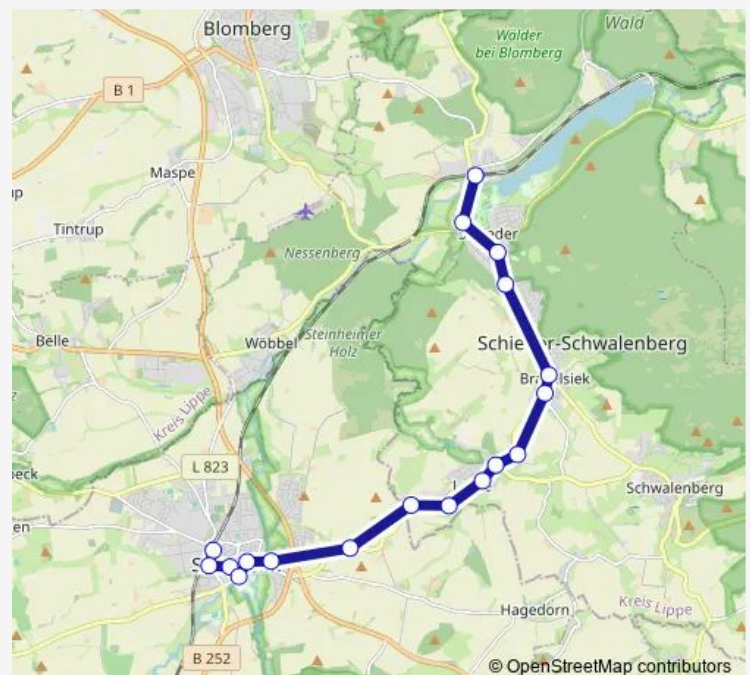 Blomberg
Wald
Wälder
bei Blomberg
B 1
Maspe
Tintrup
Nessenberg
Belle
Wöbbel
Steinheimer
Holz
Kreis Lippe
L 823
Schwalenberg
Hagedorn
Kreis Lippe
B 252
© OpenStreetMap contributors